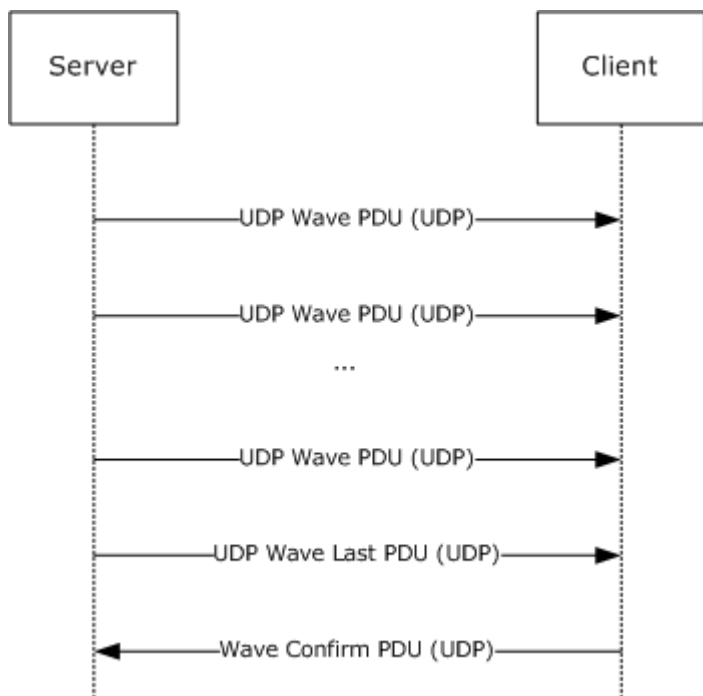 Server
Client
UDP Wave PDU (UDP)
UDP Wave PDU (UDP)
...
UDP Wave PDU (UDP)
UDP Wave Last PDU (UDP)
Wave Confirm PDU (UDP)